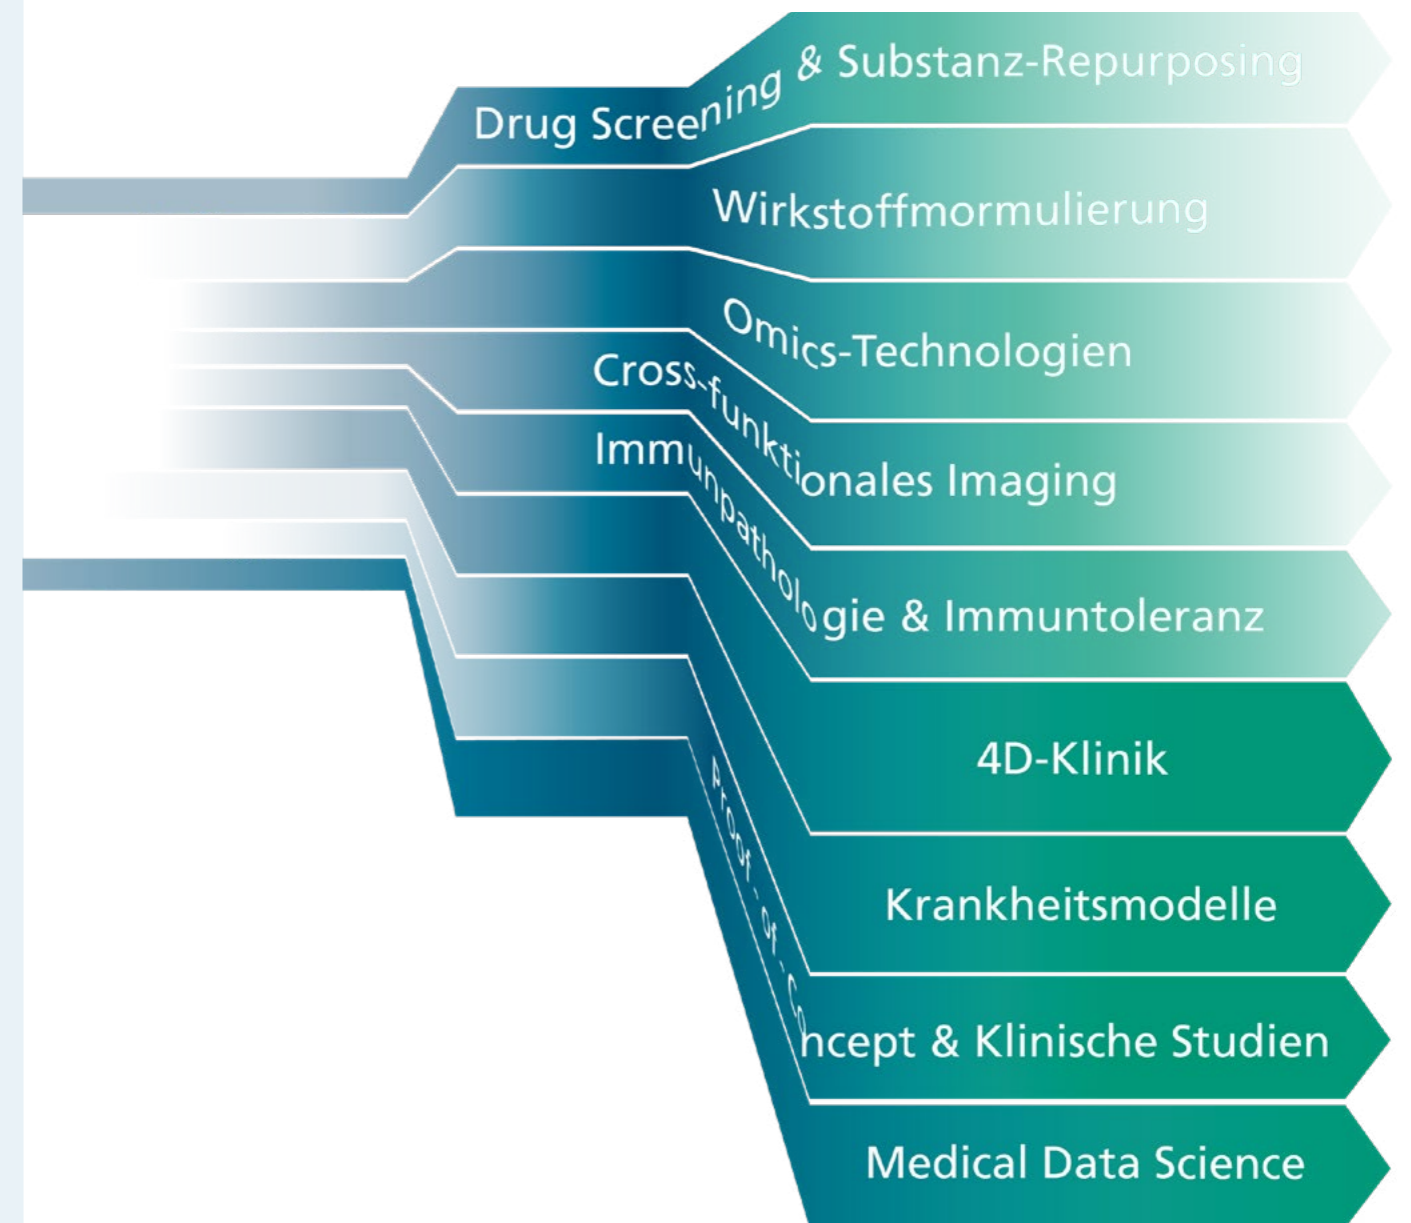 Drug Screening & Substanz-Repurposing
Wirkstoffmormulierung
Omics-Technologien
Cross-funktionales Imaging
Immunpathologie & Immuntoleranz
4D-Klinik
Krankheitsmodelle
Proof-of-Concept & Klinische Studien
Medical Data Science